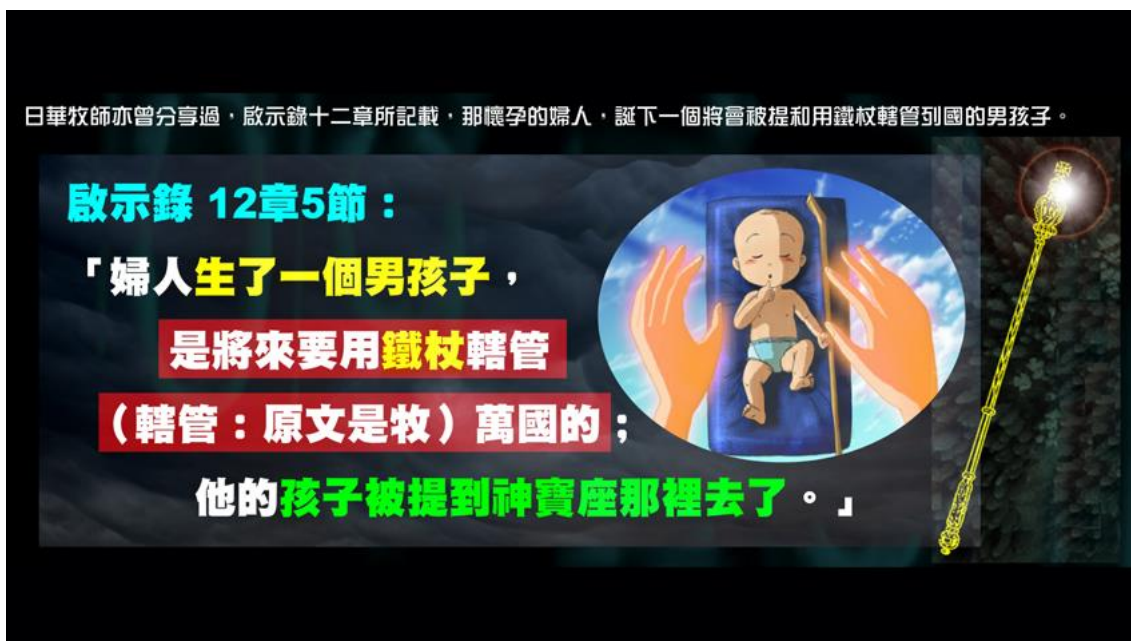 日華牧師亦曾分享過，啟示錄十二章所記載，那懷孕的婦人，誕下一個將會被提和用鐵杖轄管列國的男孩子。
啟示錄 12章5節：
「婦人生了一個男孩子，
是將來要用鐵杖轄管
（轄管：原文是牧）萬國的；
他的孩子被提到神寶座那裡去了。」